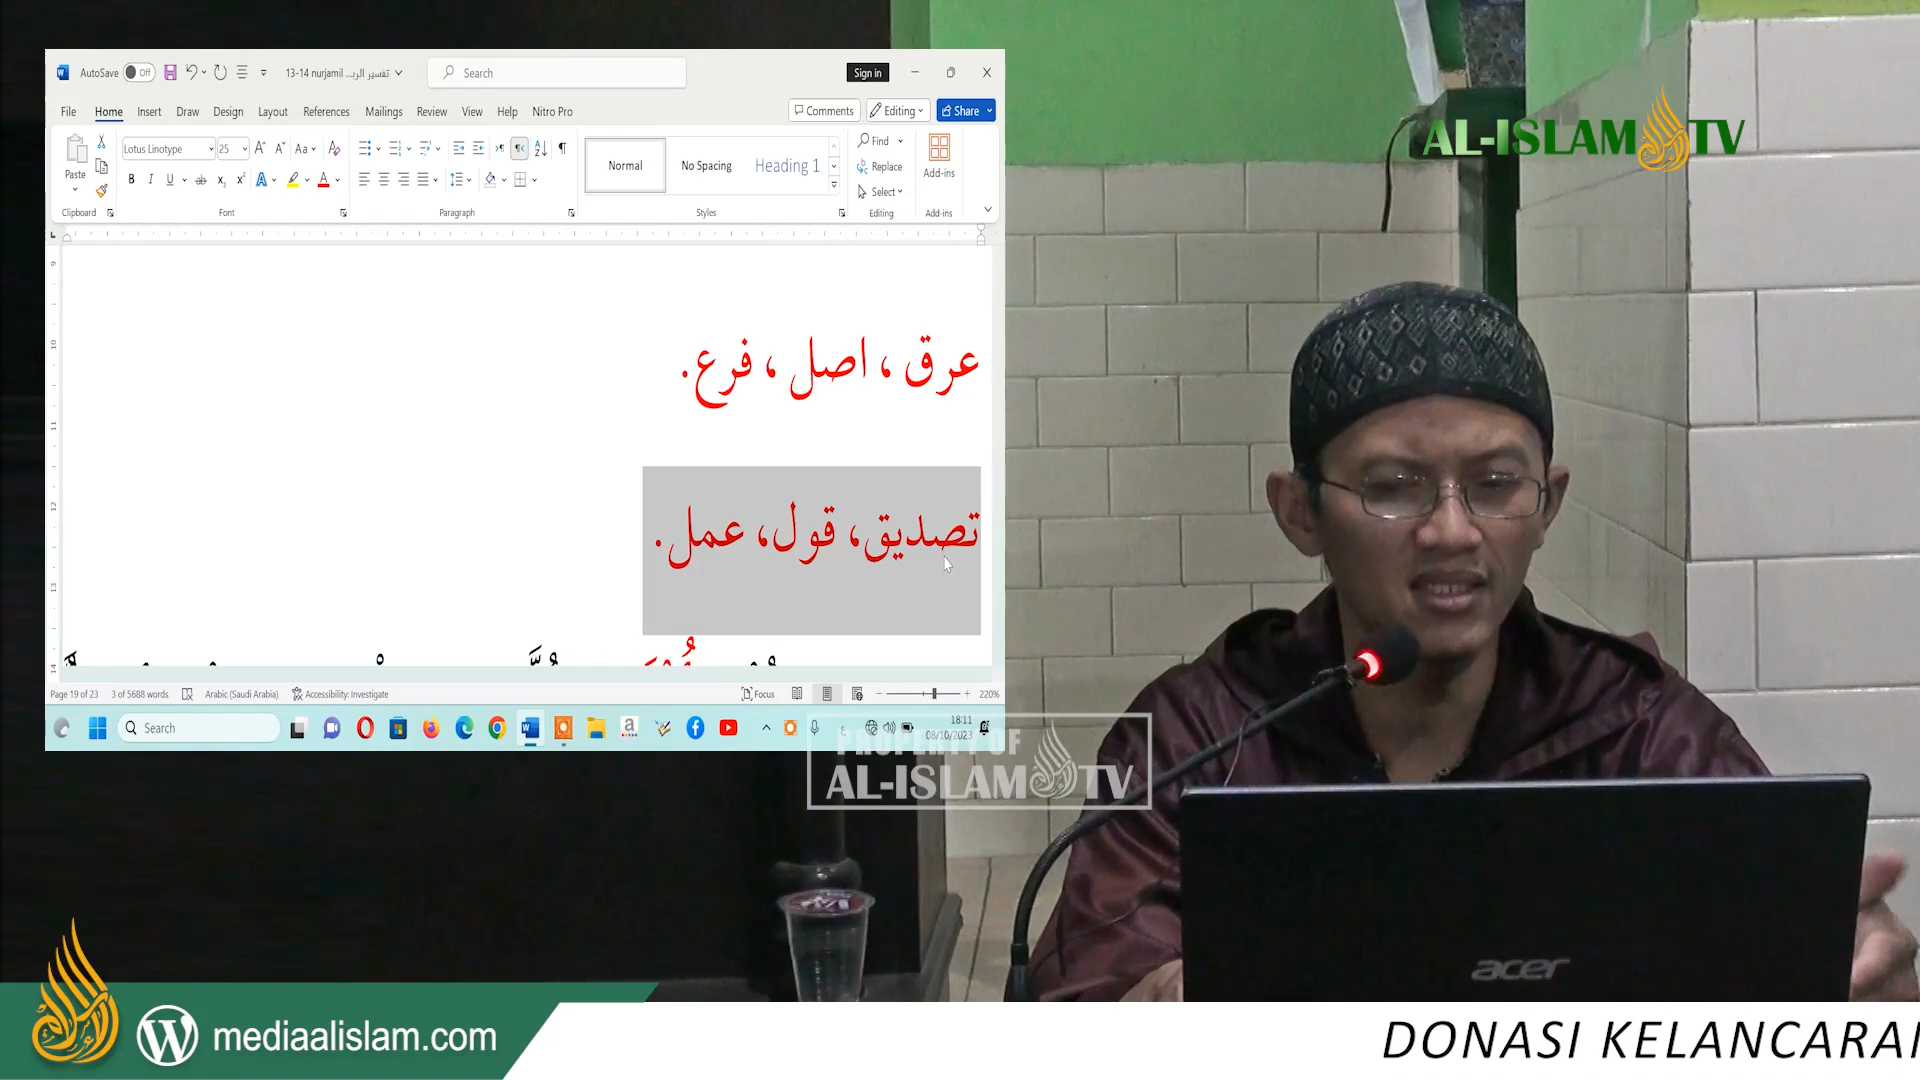 AutoSave Off 13-14 nurjamil تفسير الربـ... Search Sign in
File Home Insert Draw Design Layout References Mailings Review View Help Nitro Pro Comments Editing Share
Lotus Linotype 25 Aa
Paste
Normal No Spacing Heading 1
Find
Replace
Select
Add-ins
Clipboard Font Paragraph Styles Editing Add-ins
عرق ، اصل ، فرع.
تصديق، قول، عمل.
Page 19 of 23 3 of 5688 words Arabic (Saudi Arabia) Accessibility: Investigate Focus 220%
Search
18:11
08/10/2023
AL-ISLAM TV
PROPERTY OF
AL-ISLAM TV
acer
mediaalislam.com
DONASI KELANCARAN